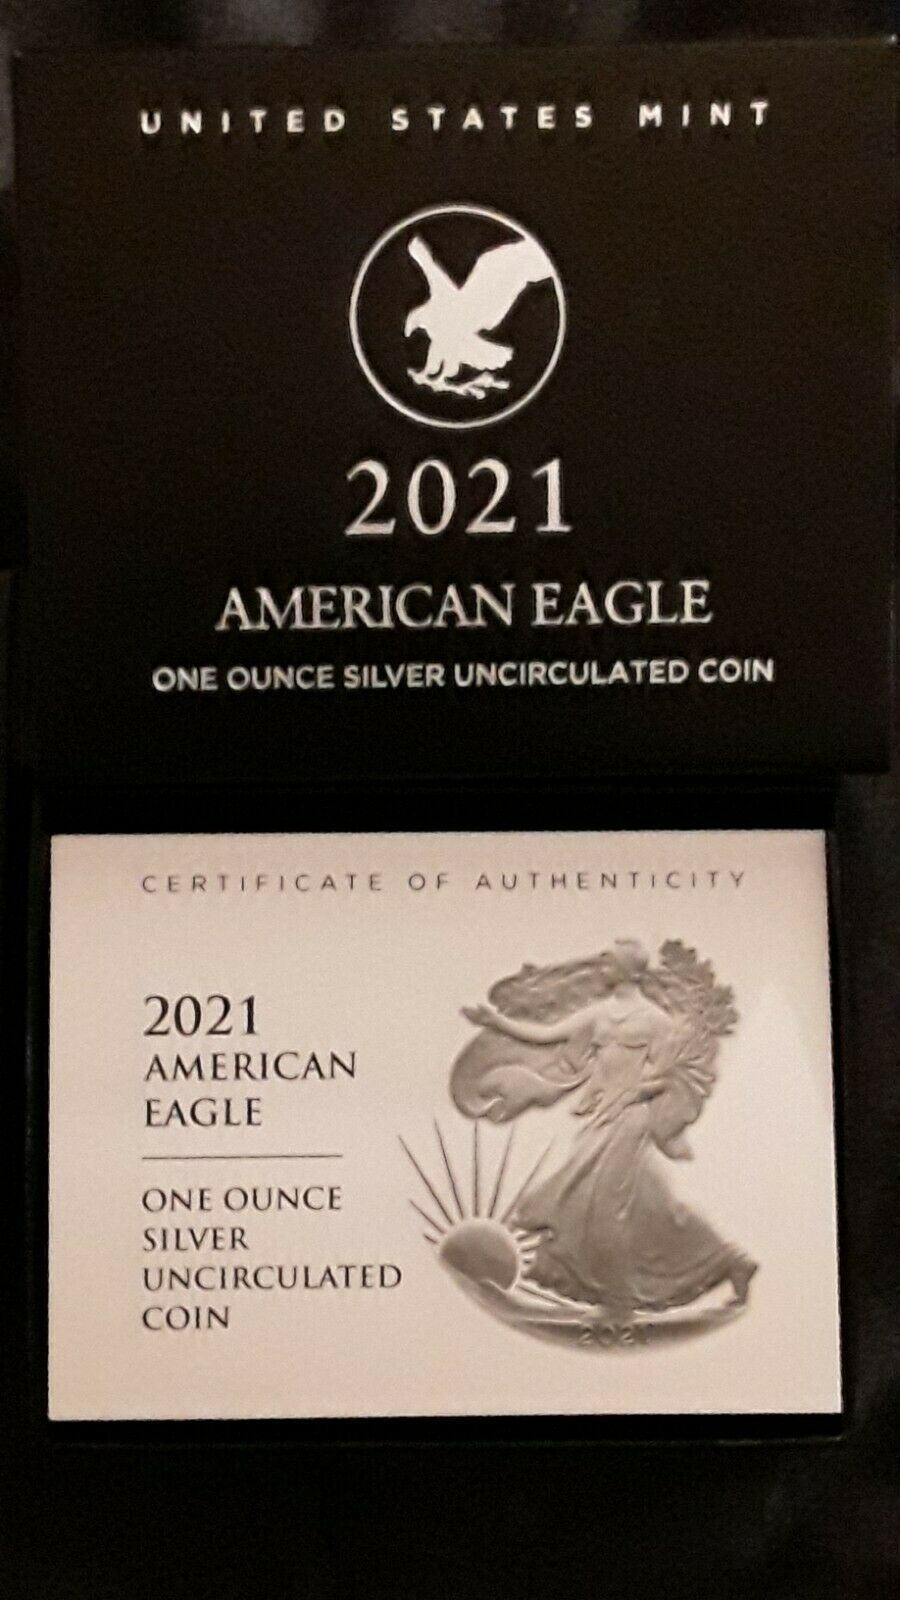 UNITED STATES MINT
2021
AMERICAN EAGLE
ONE OUNCE SILVER UNCIRCULATED COIN
CERTIFICATE OF AUTHENTICITY
2021
AMERICAN
EAGLE
ONE OUNCE
SILVER
UNCIRCULATED
COIN
2021